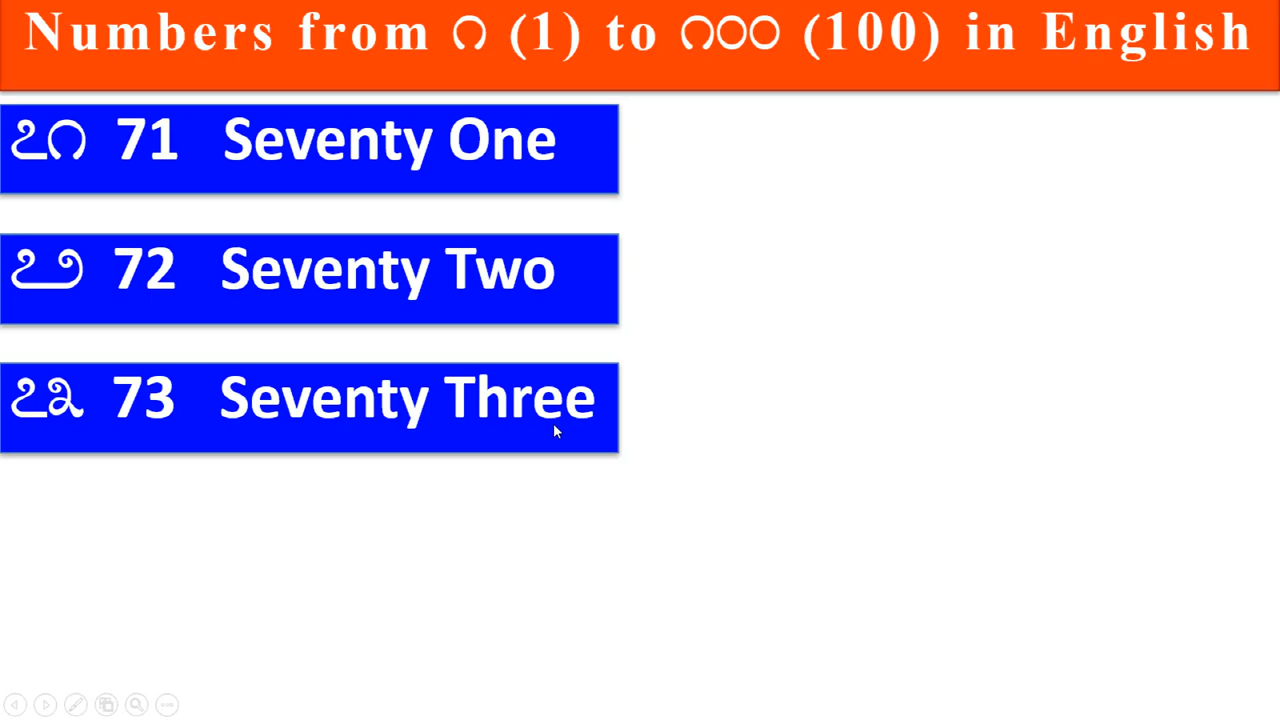 Numbers from ೧ (1) to ೧೦೦ (100) in English
೭೧ 71 Seventy One
೭೨ 72 Seventy Two
೭೩ 73 Seventy Three